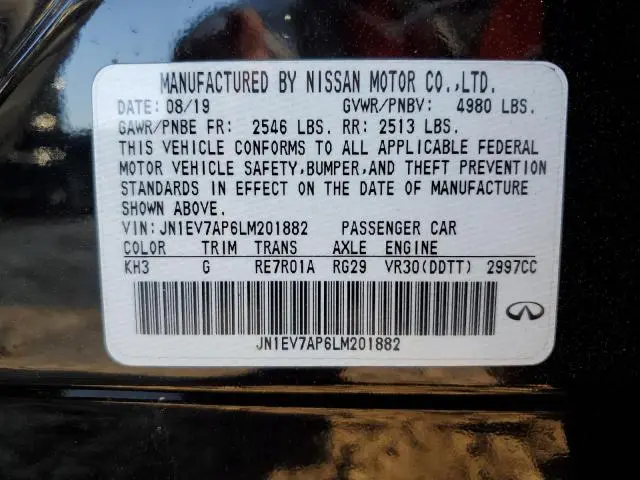 MANUFACTURED BY NISSAN MOTOR CO.,LTD.
DATE: 08/19 GVWR/PNBV: 4980 LBS.
GAWR/PNBE FR: 2546 LBS. RR: 2513 LBS.
THIS VEHICLE CONFORMS TO ALL APPLICABLE FEDERAL
MOTOR VEHICLE SAFETY,BUMPER,AND THEFT PREVENTION
STANDARDS IN EFFECT ON THE DATE OF MANUFACTURE
SHOWN ABOVE.
VIN:JN1EV7AP6LM201882 PASSENGER CAR
COLOR TRIM TRANS AXLE ENGINE
KH3 G RE7R01A RG29 VR30(DDTT) 2997CC
JN1EV7AP6LM201882